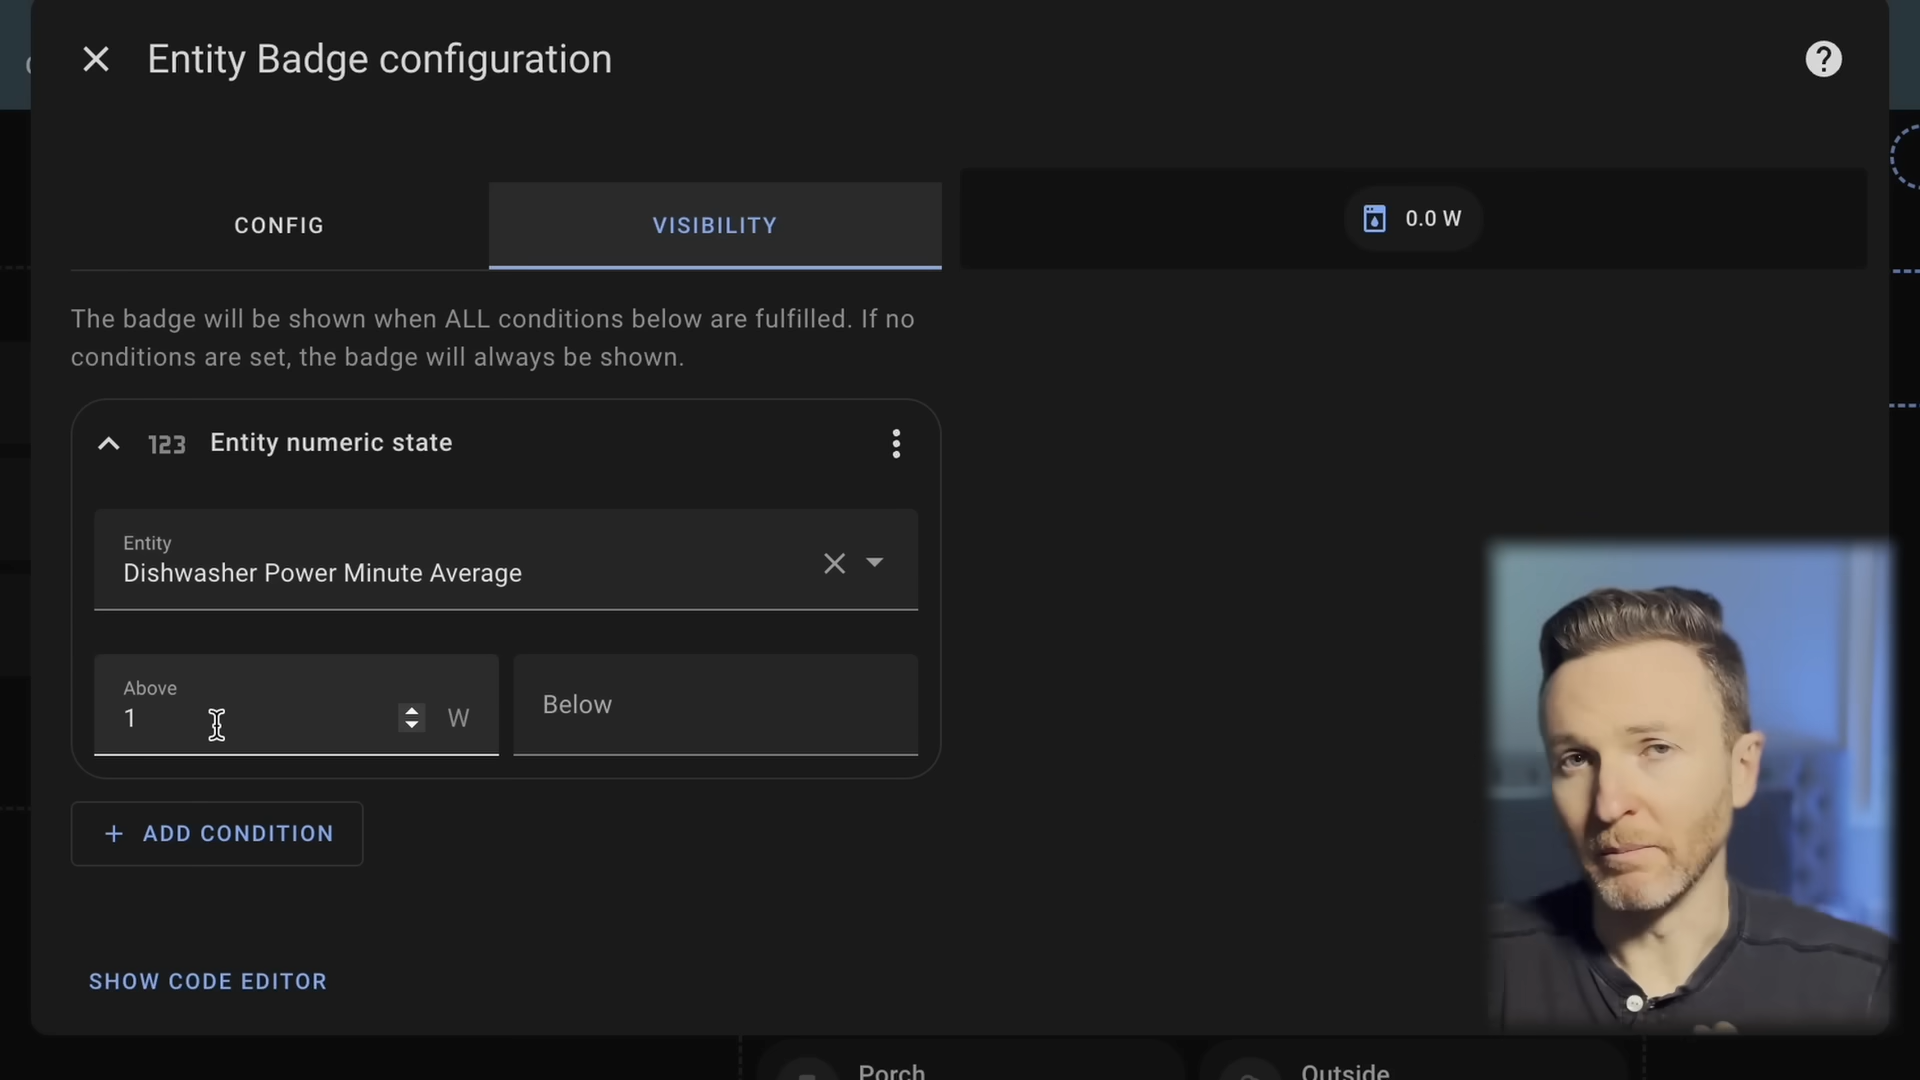 Entity Badge configuration
CONFIG
VISIBILITY
0.0 W
The badge will be shown when ALL conditions below are fulfilled. If no
conditions are set, the badge will always be shown.
123 Entity numeric state
Entity
Dishwasher Power Minute Average
Above
1 W
Below
+ ADD CONDITION
SHOW CODE EDITOR
Porch
Outside